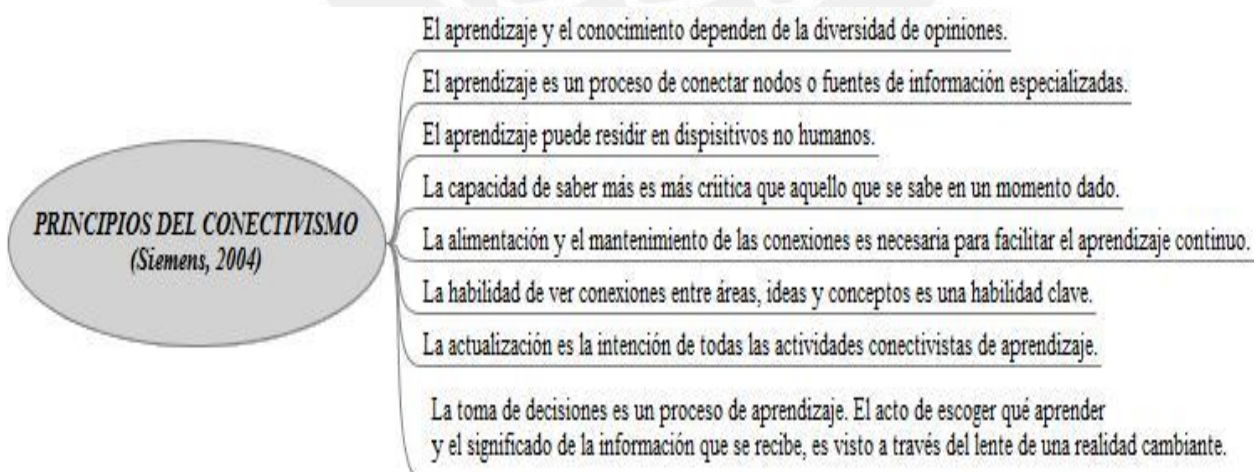 El aprendizaje y el conocimiento dependen de la diversidad de opiniones.
El aprendizaje es un proceso de conectar nodos o fuentes de información especializadas.
El aprendizaje puede residir en dispisitivos no humanos.
La capacidad de saber más es más críitica que aquello que se sabe en un momento dado.
PRINCIPIOS DEL CONECTIVISMO
(Siemens, 2004)
La alimentación y el mantenimiento de las conexiones es necesaria para facilitar el aprendizaje continuo.
La habilidad de ver conexiones entre áreas, ideas y conceptos es una habilidad clave.
La actualización es la intención de todas las actividades conectivistas de aprendizaje.
La toma de decisiones es un proceso de aprendizaje. El acto de escoger qué aprender
y el significado de la información que se recibe, es visto a través del lente de una realidad cambiante.